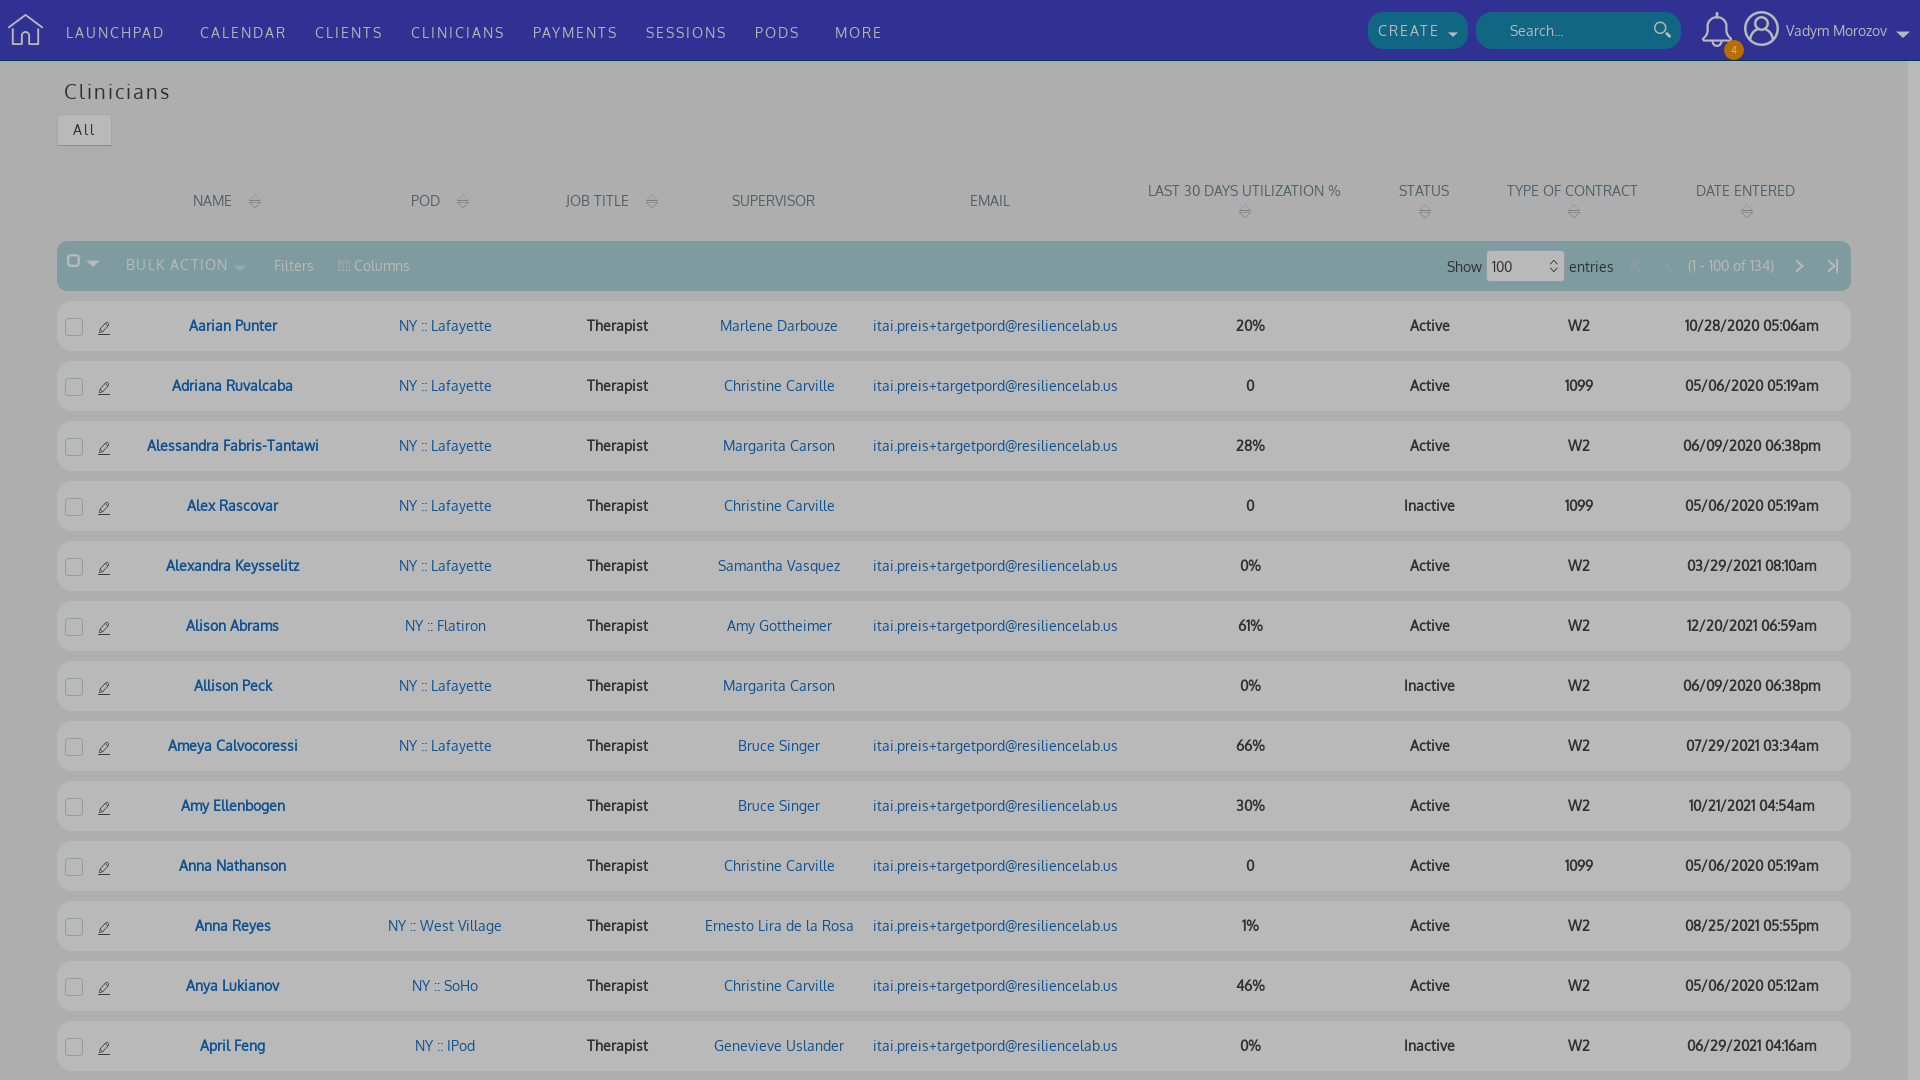 LAUNCHPAD CALENDAR CLIENTS CLINICIANS PAYMENTS SESSIONS PODS MORE CREATE Search... 4 Vadym Morozov
Clinicians
All
NAME POD JOB TITLE SUPERVISOR EMAIL LAST 30 DAYS UTILIZATION % STATUS TYPE OF CONTRACT DATE ENTERED
BULK ACTION Filters Columns Show 100 entries (1 - 100 of 134)
Aarian Punter NY :: Lafayette Therapist Marlene Darbouze itai.preis+targetpord@resiliencelab.us 20% Active W2 10/28/2020 05:06am
Adriana Ruvalcaba NY :: Lafayette Therapist Christine Carville itai.preis+targetpord@resiliencelab.us 0 Active 1099 05/06/2020 05:19am
Alessandra Fabris-Tantawi NY :: Lafayette Therapist Margarita Carson itai.preis+targetpord@resiliencelab.us 28% Active W2 06/09/2020 06:38pm
Alex Rascovar NY :: Lafayette Therapist Christine Carville 0 Inactive 1099 05/06/2020 05:19am
Alexandra Keysselitz NY :: Lafayette Therapist Samantha Vasquez itai.preis+targetpord@resiliencelab.us 0% Active W2 03/29/2021 08:10am
Alison Abrams NY :: Flatiron Therapist Amy Gottheimer itai.preis+targetpord@resiliencelab.us 61% Active W2 12/20/2021 06:59am
Allison Peck NY :: Lafayette Therapist Margarita Carson 0% Inactive W2 06/09/2020 06:38pm
Ameya Calvocoressi NY :: Lafayette Therapist Bruce Singer itai.preis+targetpord@resiliencelab.us 66% Active W2 07/29/2021 03:34am
Amy Ellenbogen Therapist Bruce Singer itai.preis+targetpord@resiliencelab.us 30% Active W2 10/21/2021 04:54am
Anna Nathanson Therapist Christine Carville itai.preis+targetpord@resiliencelab.us 0 Active 1099 05/06/2020 05:19am
Anna Reyes NY :: West Village Therapist Ernesto Lira de la Rosa itai.preis+targetpord@resiliencelab.us 1% Active W2 08/25/2021 05:55pm
Anya Lukianov NY :: SoHo Therapist Christine Carville itai.preis+targetpord@resiliencelab.us 46% Active W2 05/06/2020 05:12am
April Feng NY :: IPod Therapist Genevieve Uslander itai.preis+targetpord@resiliencelab.us 0% Inactive W2 06/29/2021 04:16am